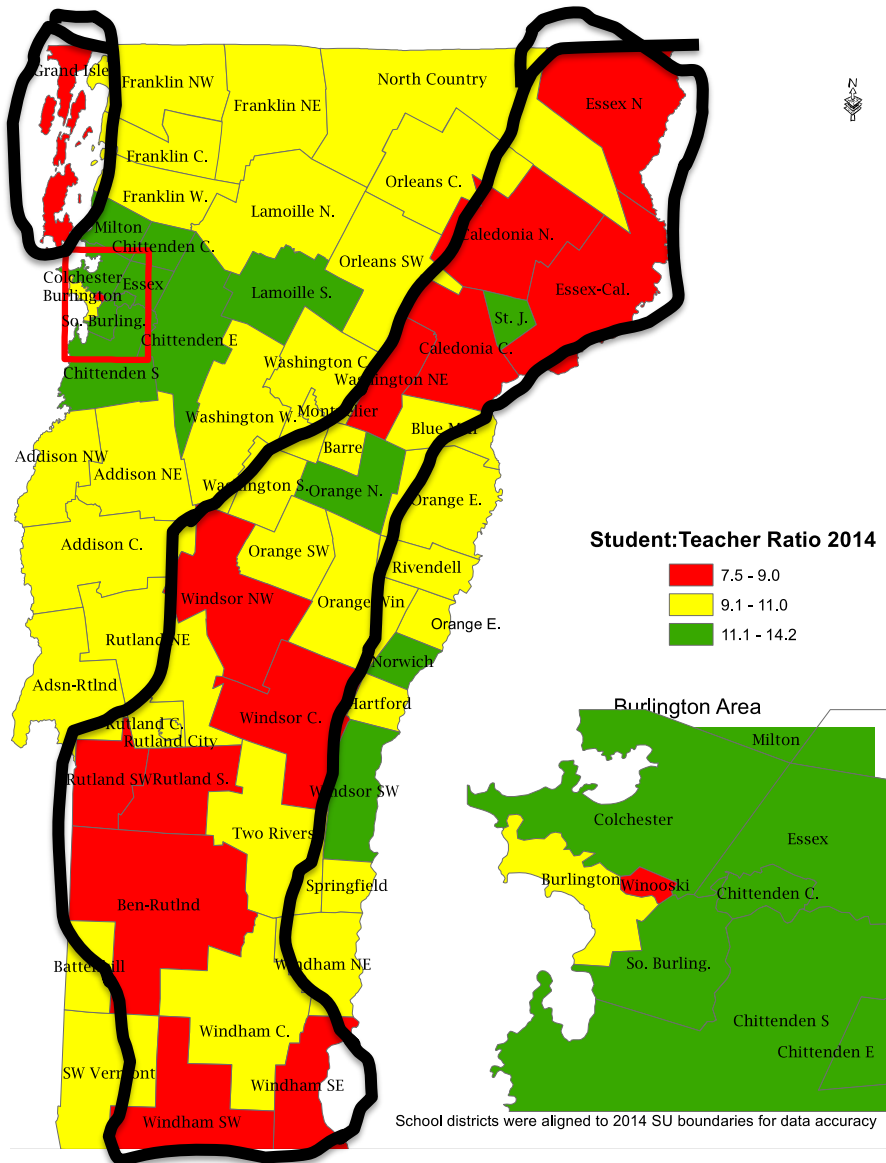 N
Grand Isle
Franklin NW
Franklin NE
North Country
Essex N
Franklin C.
Orleans C.
Franklin W.
Lamoille N.
Milton
Chittenden C.
Caledonia N.
Orleans SW
Colchester
Essex
Burlington
Lamoille S.
Essex-Cal.
So. Burling.
St. J.
Chittenden E
Caledonia C.
Washington C.
Chittenden S
Washington NE
Washington W.
Montpelier
Blue
Barre
Addison NW
Addison NE
Washington S.
Orange N.
Orange E.
Addison C.
Orange SW
Rivendell
Windsor NW
Orange Win
Orange E.
Rutland NE
Norwich
Adsn-Rtlnd
Hartford
Windsor C.
Rutland C.
Rutland City
Rutland SW
Rutland S.
Windsor SW
Two Rivers
Springfield
Ben-Rutlnd
Battenkill
Windham NE
Windham C.
SW Vermont
Windham SE
Windham SW
Student:Teacher Ratio 2014
7.5 - 9.0
9.1 - 11.0
11.1 - 14.2
Burlington Area
Milton
Colchester
Essex
Burlington
Winooski
Chittenden C.
So. Burling.
Chittenden S
Chittenden E
School districts were aligned to 2014 SU boundaries for data accuracy